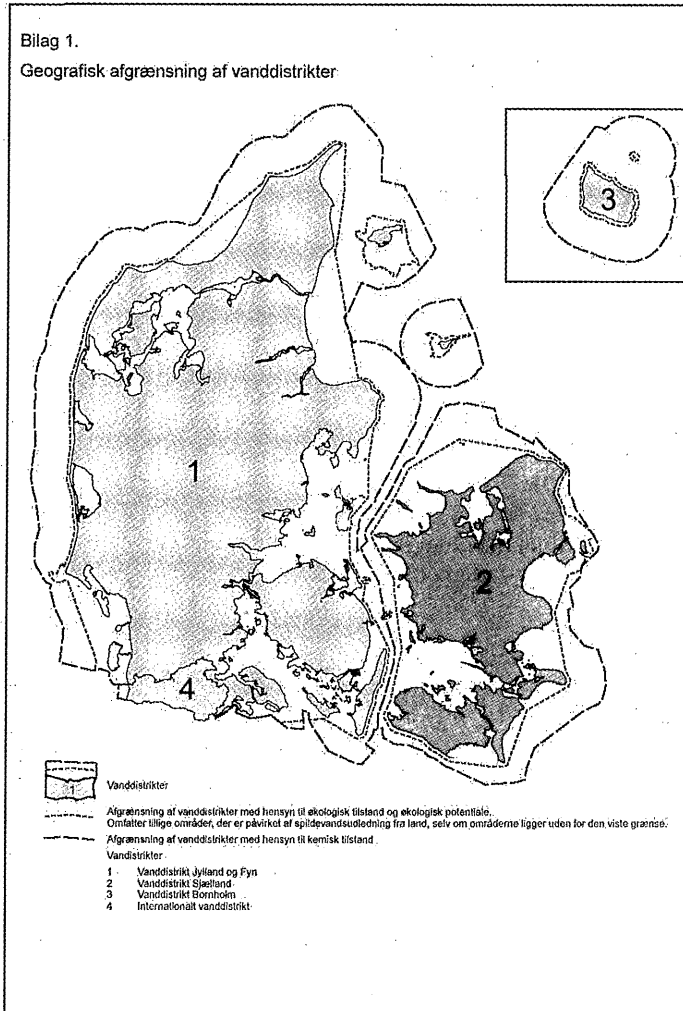 Bilag 1.
Geografisk afgrænsning af vanddistrikter
3
1
2
4
1
Vanddistrikter
Afgrænsning af vanddistrikter med hensyn til økologisk tilstand og økologisk potentiale.
Omfatter tillige områder, der er påvirket af spildevandsudledning fra land, selv om områderne ligger uden for den viste grænse.
Afgrænsning af vanddistrikter med hensyn til kemisk tilstand
Vandistrikter
1 Vanddistrikt Jylland og Fyn
2 Vanddistrikt Sjælland
3 Vanddistrikt Bornholm
4 Internationalt vanddistrikt